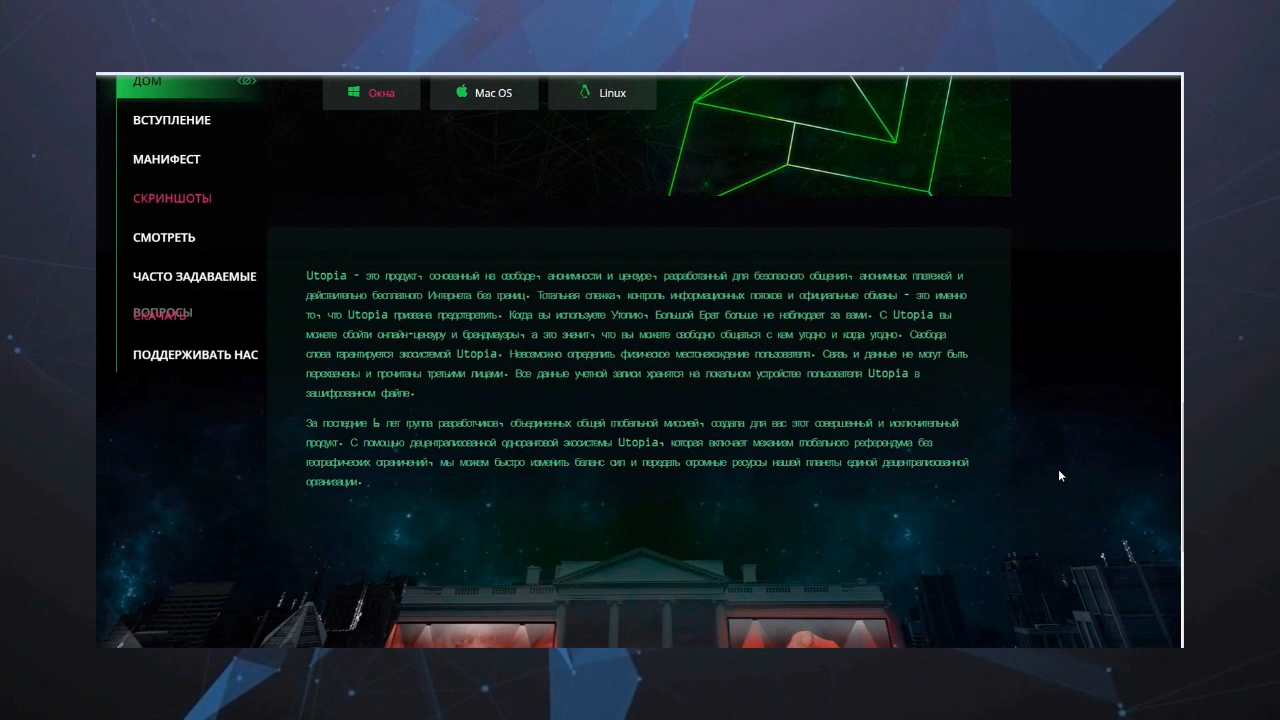 ДОМ
Окна
Mac OS
Linux
ВСТУПЛЕНИЕ
МАНИФЕСТ
СКРИНШОТЫ
СМОТРЕТЬ
ЧАСТО ЗАДАВАЕМЫЕ
ВОПРОСЫ
СКАЧАТЬ
ПОДДЕРЖИВАТЬ НАС
Utopia - это продукт, основанный на свободе, анонимности и цензуре, разработанный для безопасного общения, анонимных платежей и
действительно бесплатного Интернета без границ. Тотальная слежка, контроль информационных потоков и официальные обманы - это именно
то, что Utopia призвана предотвратить. Когда вы используете Утопию, Большой Брат больше не наблюдает за вами. С Utopia вы
можете обойти онлайн-цензуру и брандмауэры, а это значит, что вы можете свободно общаться с кем угодно и когда угодно. Свобода
слова гарантируется экосистемой Utopia. Невозможно определить физическое местонахождение пользователя. Связь и данные не могут быть
перехвачены и прочитаны третьими лицами. Все данные учетной записи хранятся на локальном устройстве пользователя Utopia в
зашифрованном файле.
За последние 6 лет группа разработчиков, объединенных общей глобальной миссией, создала для вас этот совершенный и исключительный
продукт. С помощью децентрализованной одноранговой экосистемы Utopia, которая включает механизм глобального референдума без
географических ограничений, мы можем быстро изменить баланс сил и передать огромные ресурсы нашей планеты единой децентрализованной
организации.